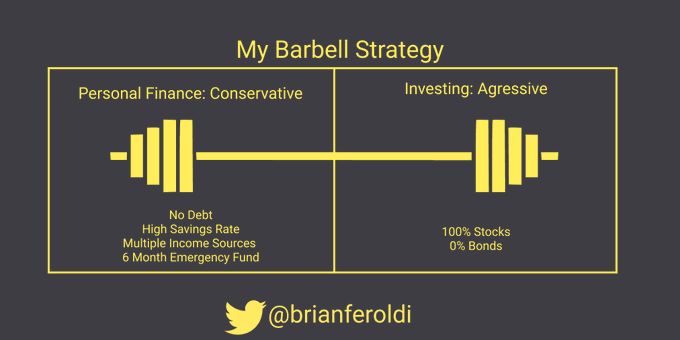 My Barbell Strategy
Personal Finance: Conservative
Investing: Agressive
No Debt
High Savings Rate
Multiple Income Sources
6 Month Emergency Fund
100% Stocks
0% Bonds
@brianferoldi